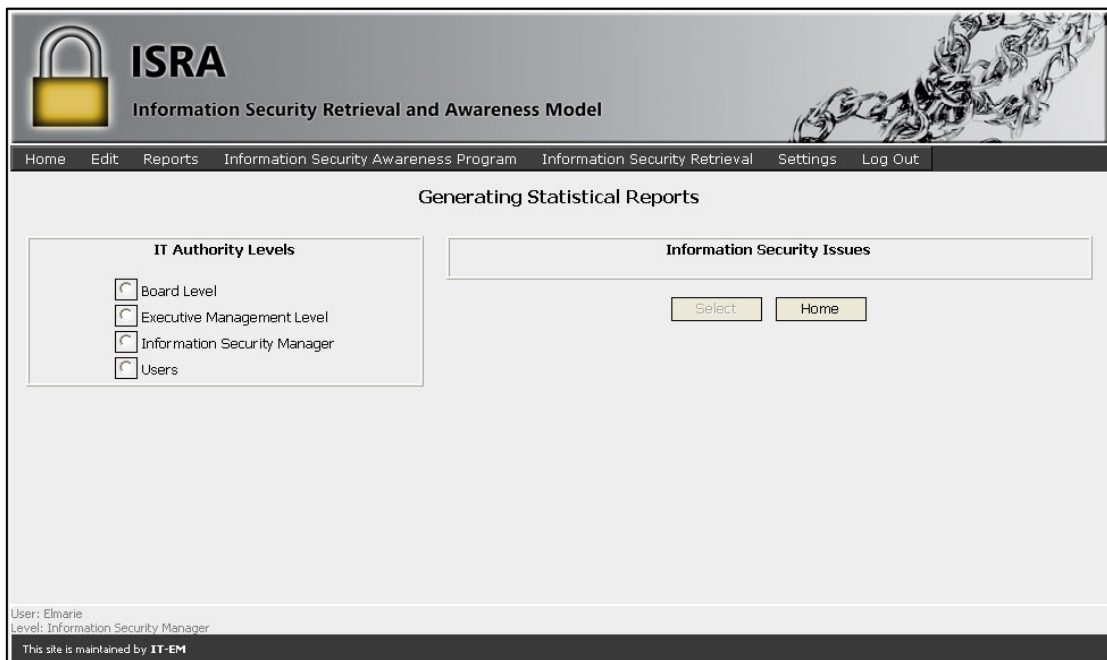 ISRA
Information Security Retrieval and Awareness Model
Home Edit Reports Information Security Awareness Program Information Security Retrieval Settings Log Out
Generating Statistical Reports
IT Authority Levels
Board Level
Executive Management Level
Information Security Manager
Users
Information Security Issues
Select Home
User: Elmarie
Level: Information Security Manager
This site is maintained by IT-EM